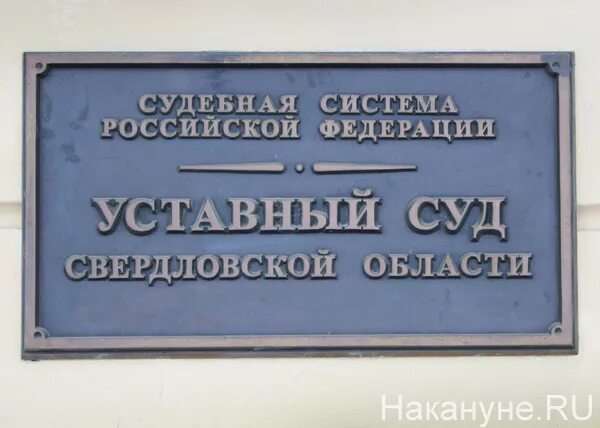 СУДЕБНАЯ СИСТЕМА
РОССИЙСКОЙ ФЕДЕРАЦИИ
УСТАВНЫЙ СУД
СВЕРДЛОВСКОЙ ОБЛАСТИ
Накануне.RU